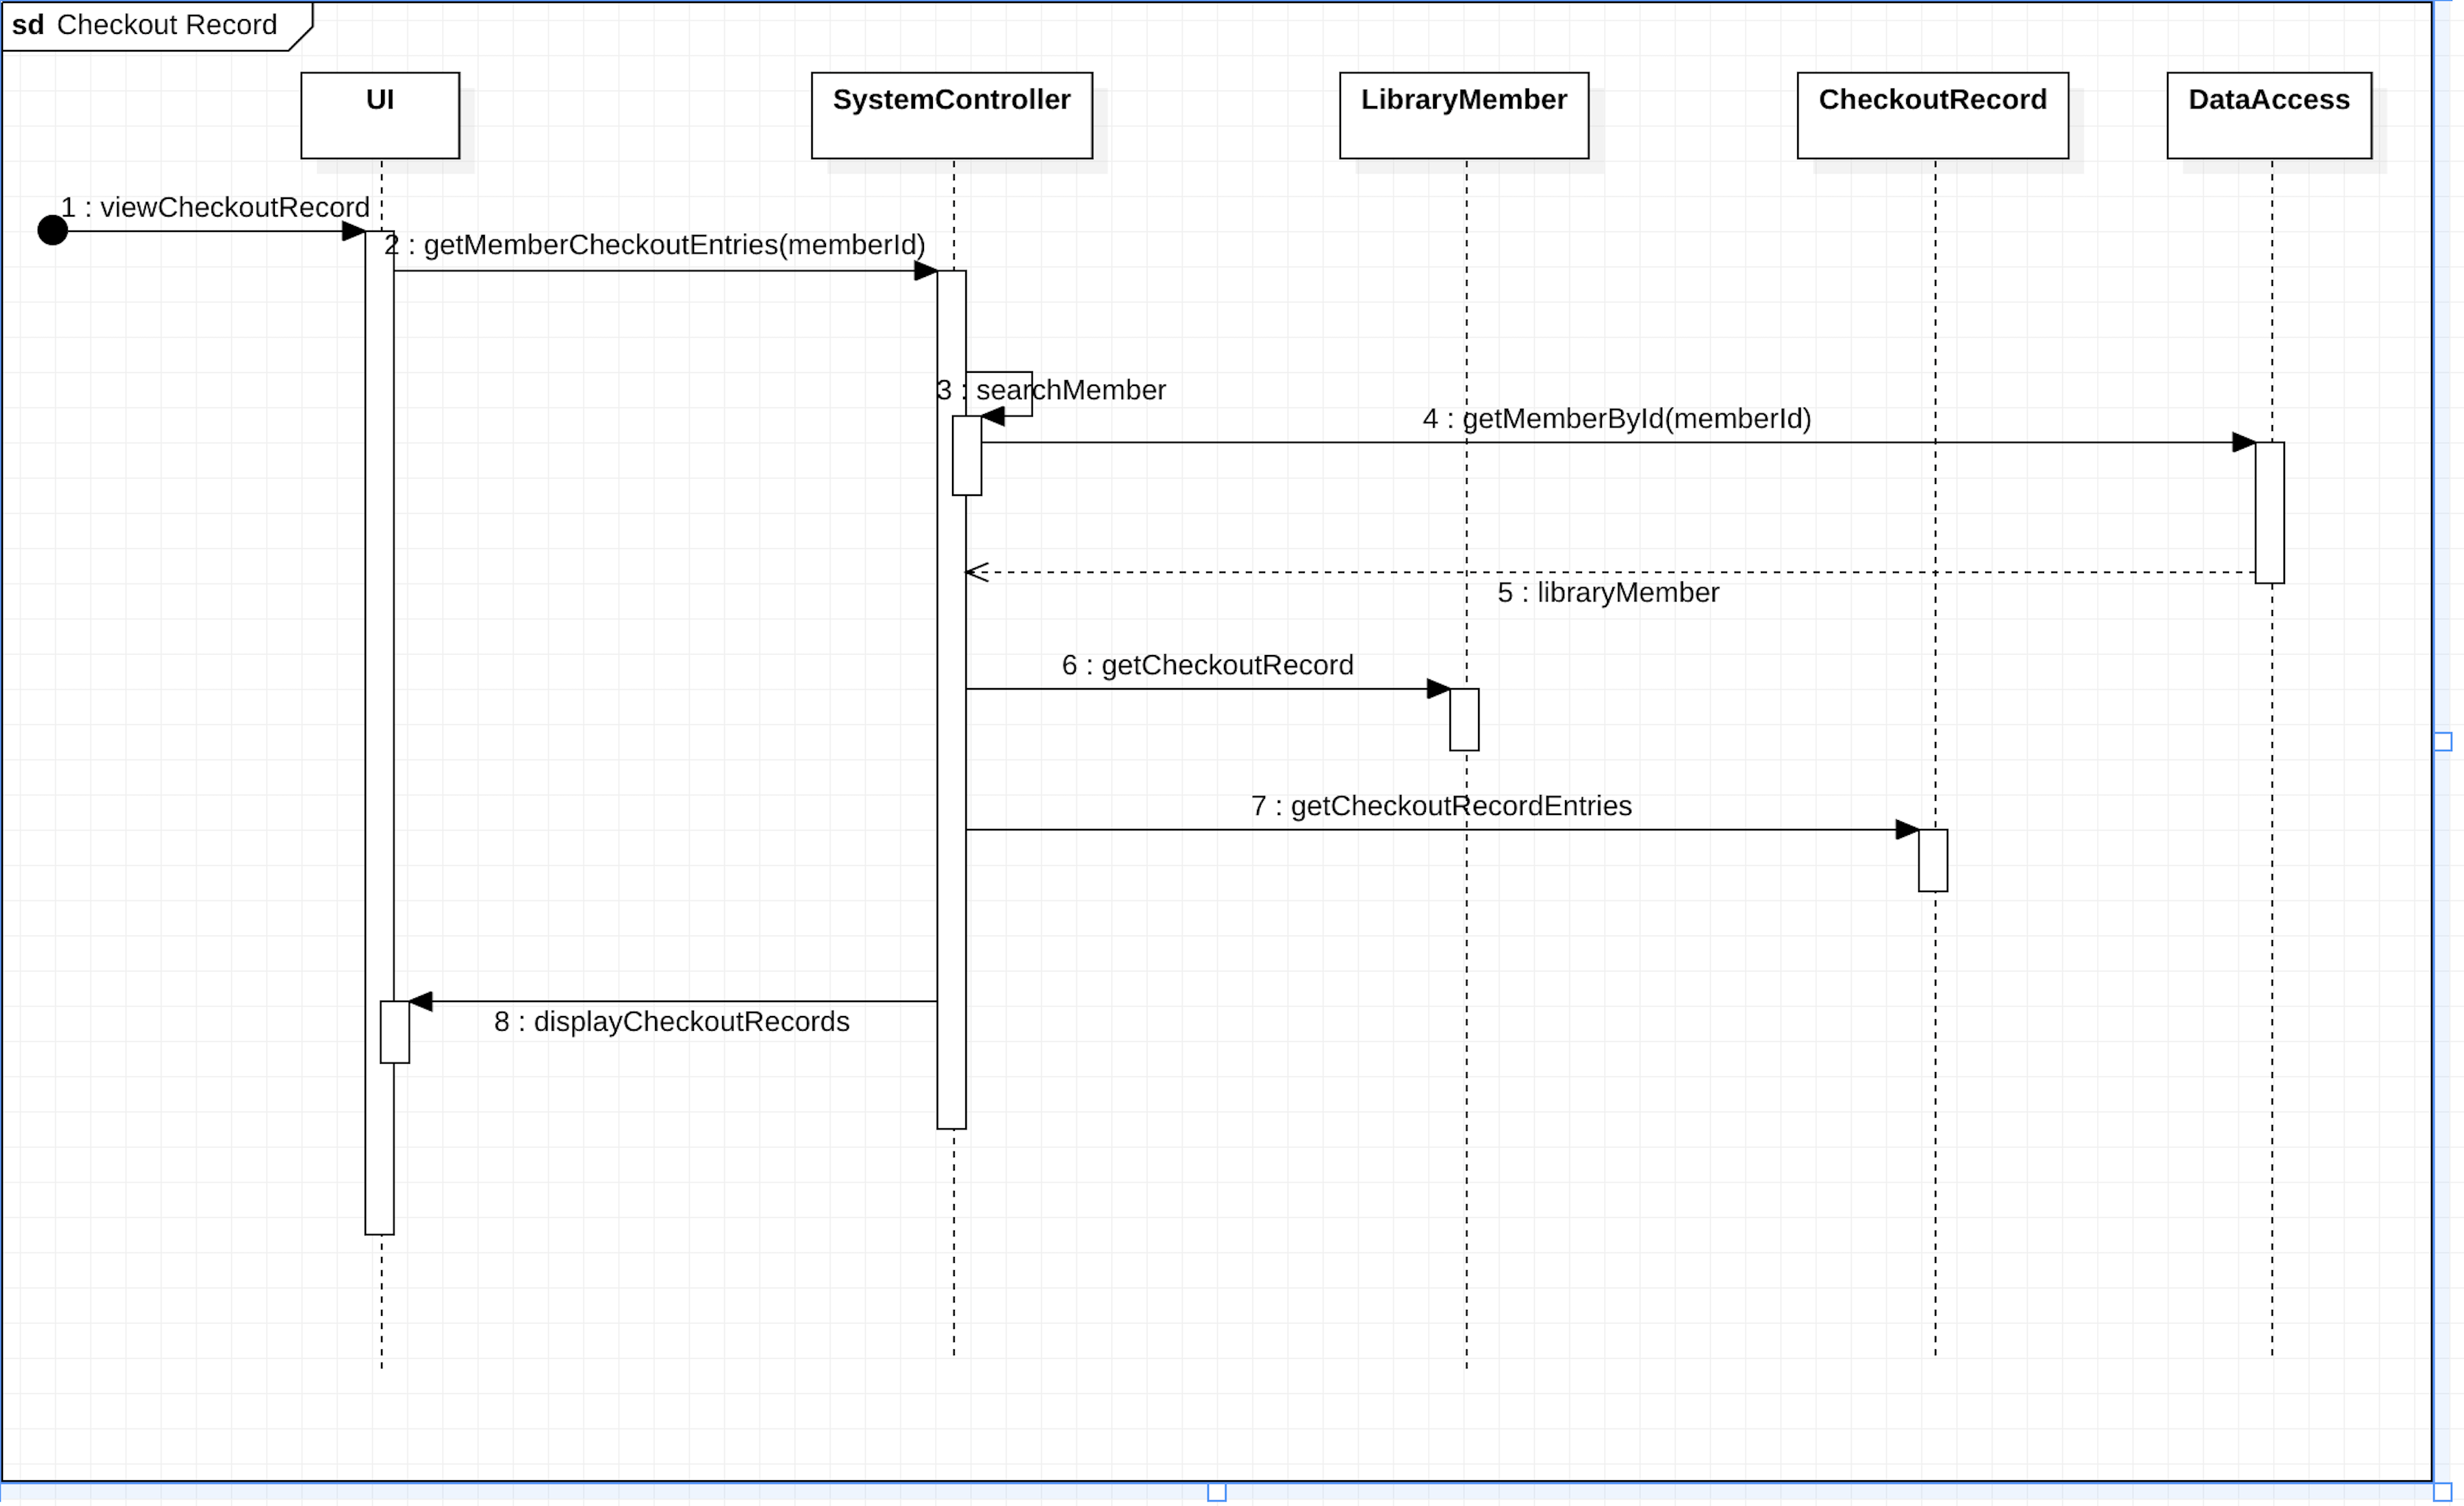 sd Checkout Record
UI
SystemController
LibraryMember
CheckoutRecord
DataAccess
1 : viewCheckoutRecord
2 : getMemberCheckoutEntries(memberId)
3 : searchMember
4 : getMemberById(memberId)
5 : libraryMember
6 : getCheckoutRecord
7 : getCheckoutRecordEntries
8 : displayCheckoutRecords